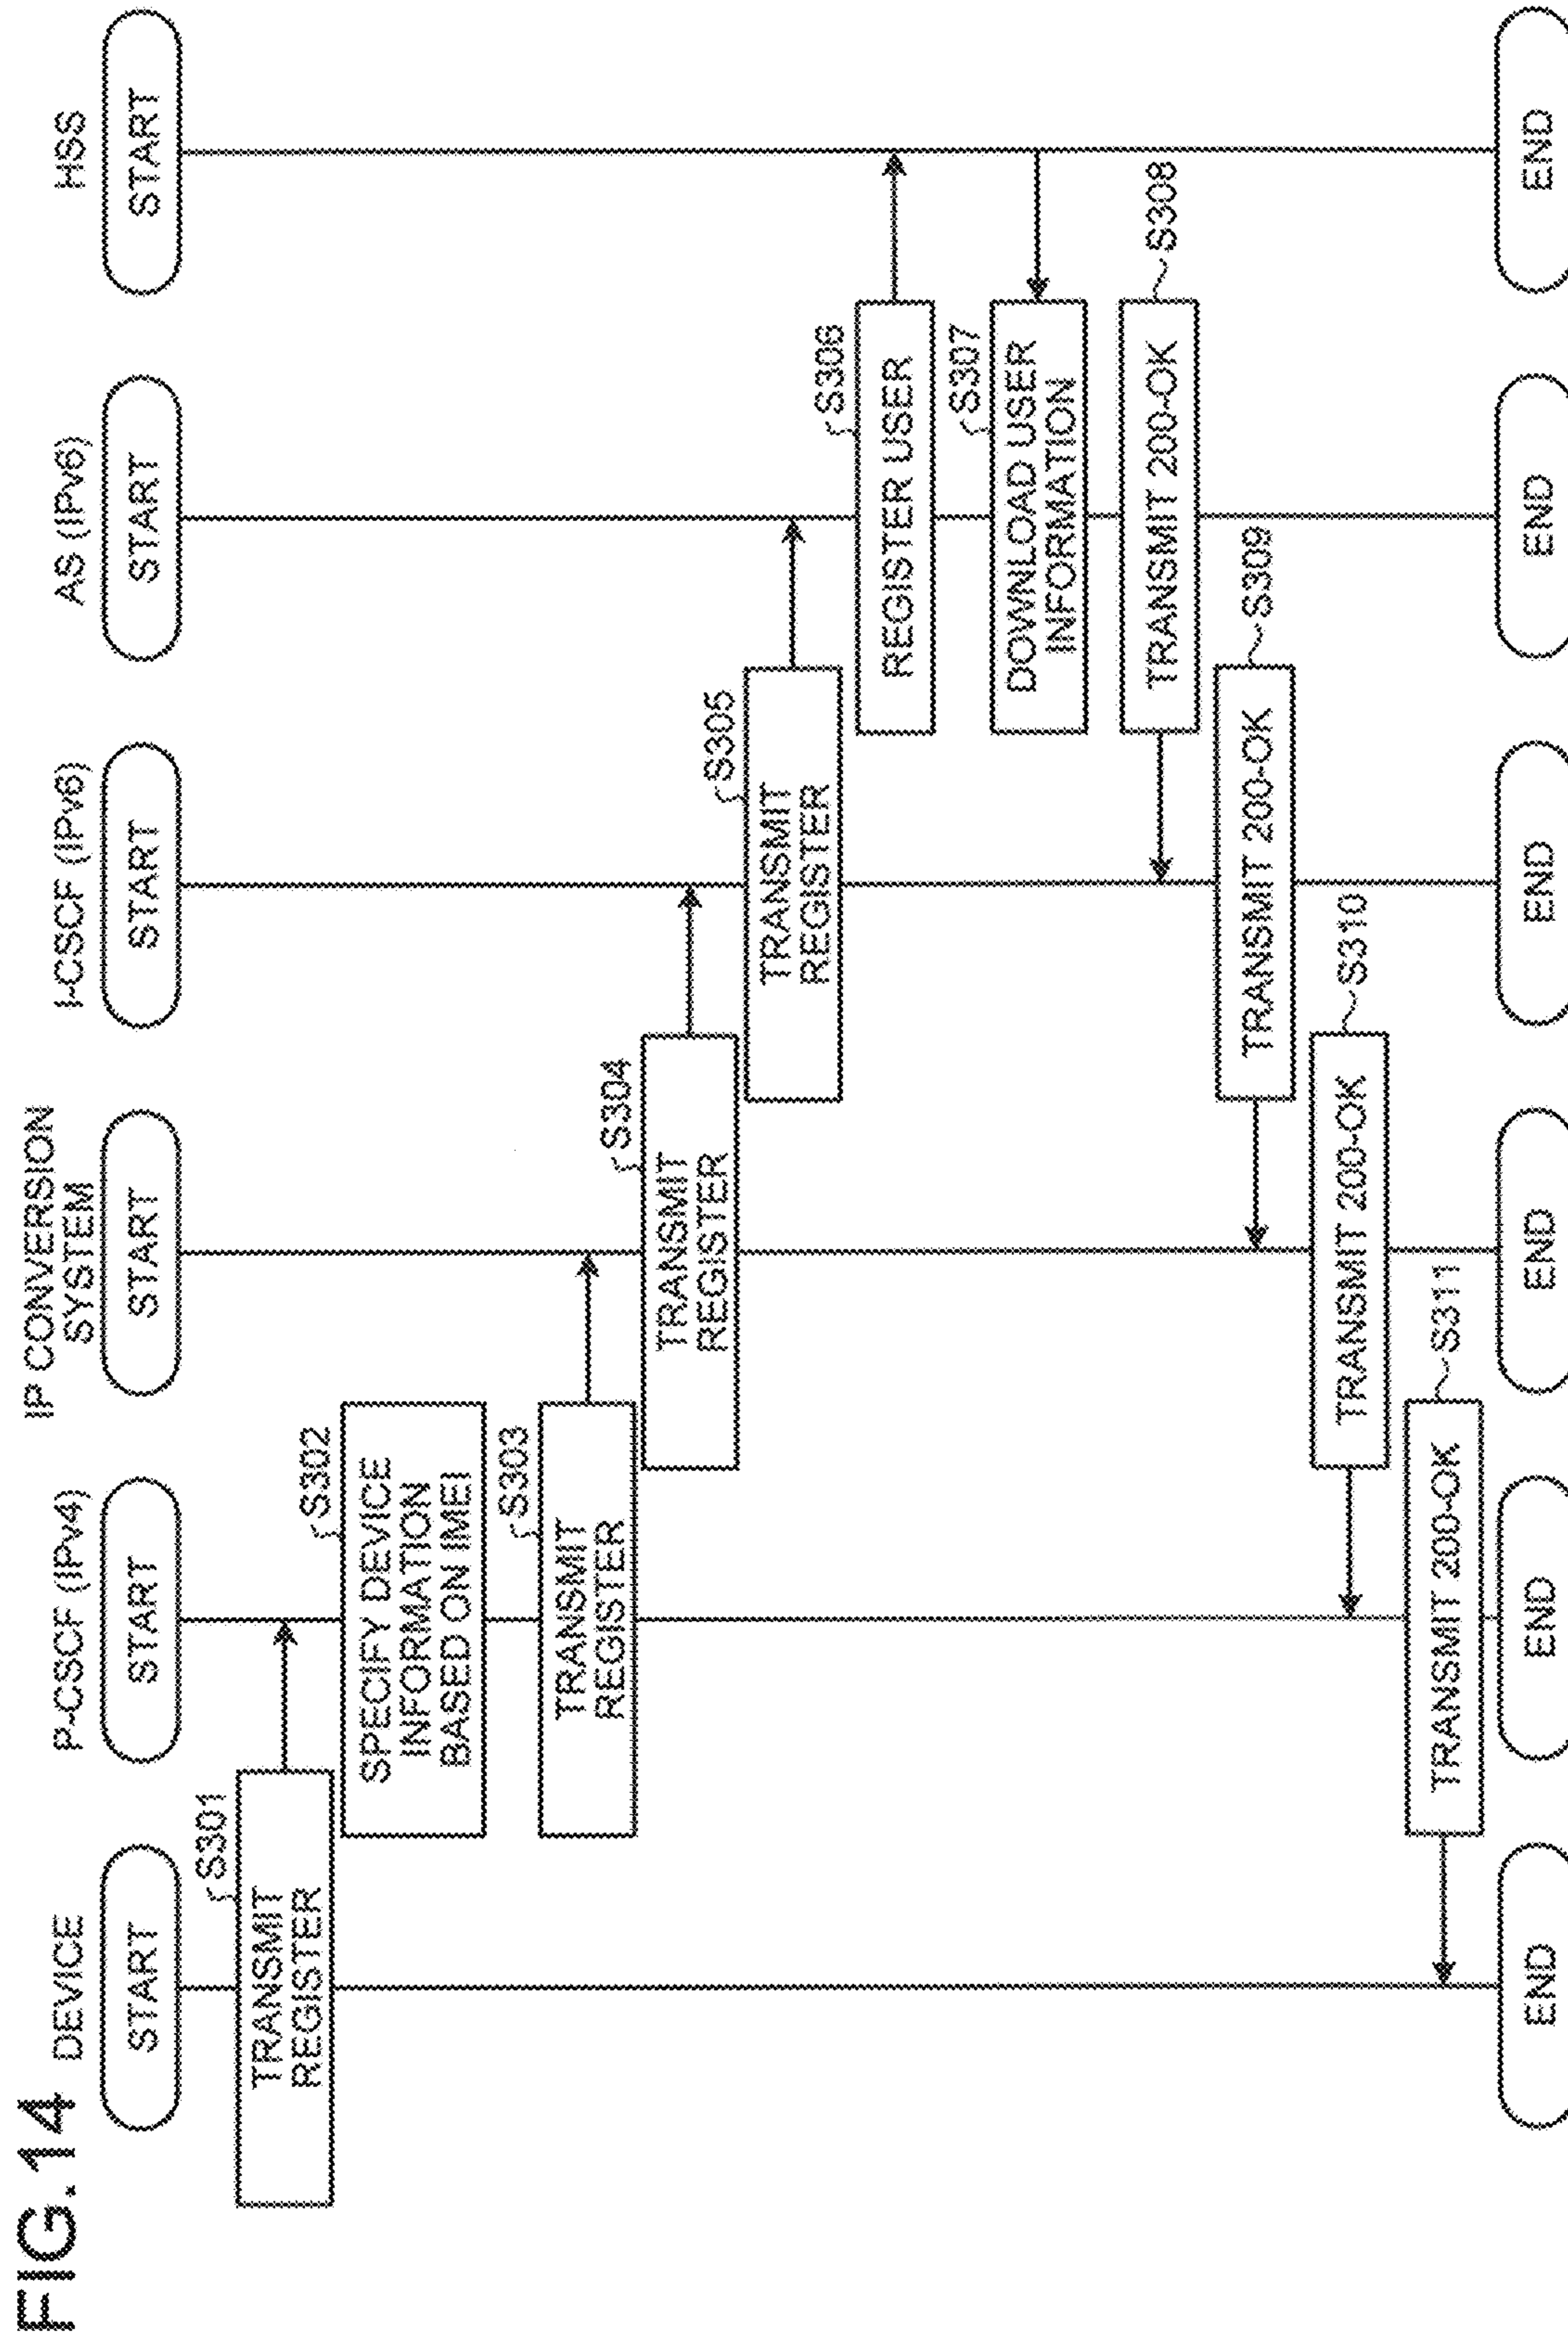 FIG.14
DEVICE
P-CSCF (IPv4)
IP CONVERSION
SYSTEM
I-CSCF (IPv6)
AS (IPv6)
HSS
START
START
START
START
START
START
S301
TRANSMIT
REGISTER
S302
SPECIFY DEVICE
INFORMATION
BASED ON IMEI
S303
TRANSMIT
REGISTER
S304
TRANSMIT
REGISTER
S305
TRANSMIT
REGISTER
S306
REGISTER USER
S307
DOWNLOAD USER
INFORMATION
TRANSMIT 200-OK
S308
TRANSMIT 200-OK
S309
TRANSMIT 200-OK
S310
TRANSMIT 200-OK
S311
END
END
END
END
END
END